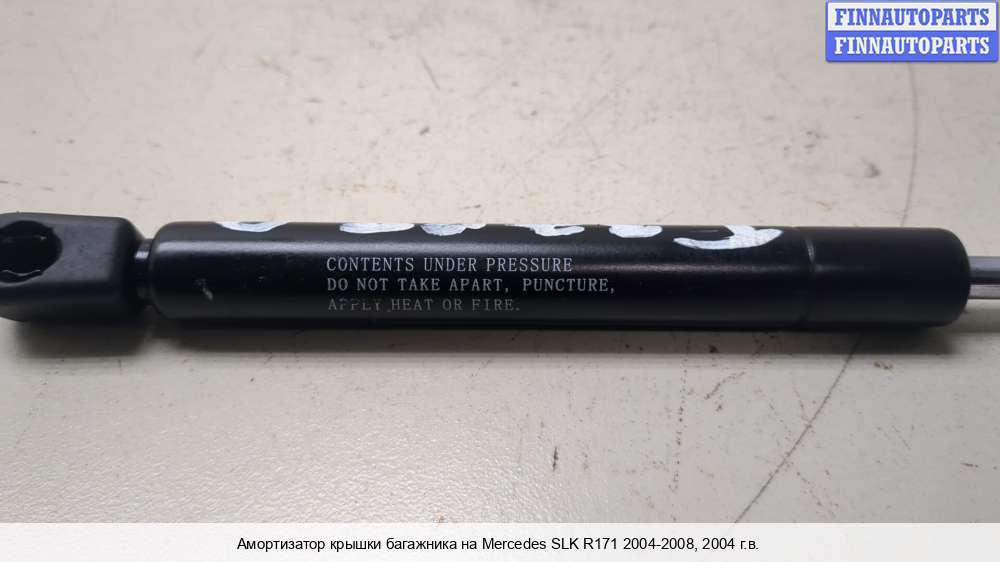 FINNAUTOPARTS
FINNAUTOPARTS
CONTENTS UNDER PRESSURE
DO NOT TAKE APART, PUNCTURE,
APPLY HEAT OR FIRE.
Амортизатор крышки багажника на Mercedes SLK R171 2004-2008, 2004 г.в.